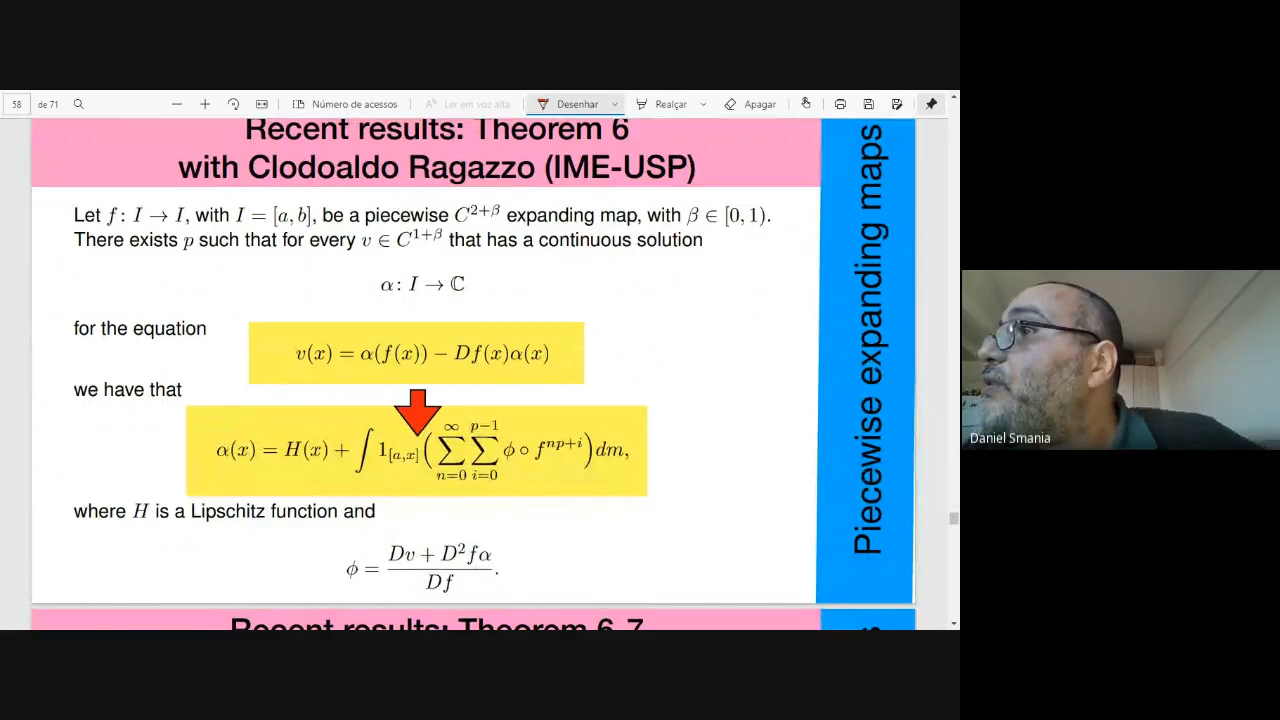 58 de 71 Número de acessos Ler em voz alta Desenhar Realçar Apagar
Recent results: Theorem 6
with Clodoaldo Ragazzo (IME-USP)
Piecewise expanding maps
Let f: I → I, with I = [a, b], be a piecewise C^{2+β} expanding map, with β ∈ [0, 1).
There exists p such that for every v ∈ C^{1+β} that has a continuous solution
α: I → ℂ
for the equation
v(x) = α(f(x)) − Df(x)α(x)
we have that
α(x) = H(x) + ∫ 1_{[a,x]} ( ∑_{n=0}^{∞} ∑_{i=0}^{p−1} ϕ ∘ f^{np+i} ) dm,
where H is a Lipschitz function and
ϕ = \frac{Dv + D^2 fα}{Df}.
Recent results: Theorem 6-7
Daniel Smania